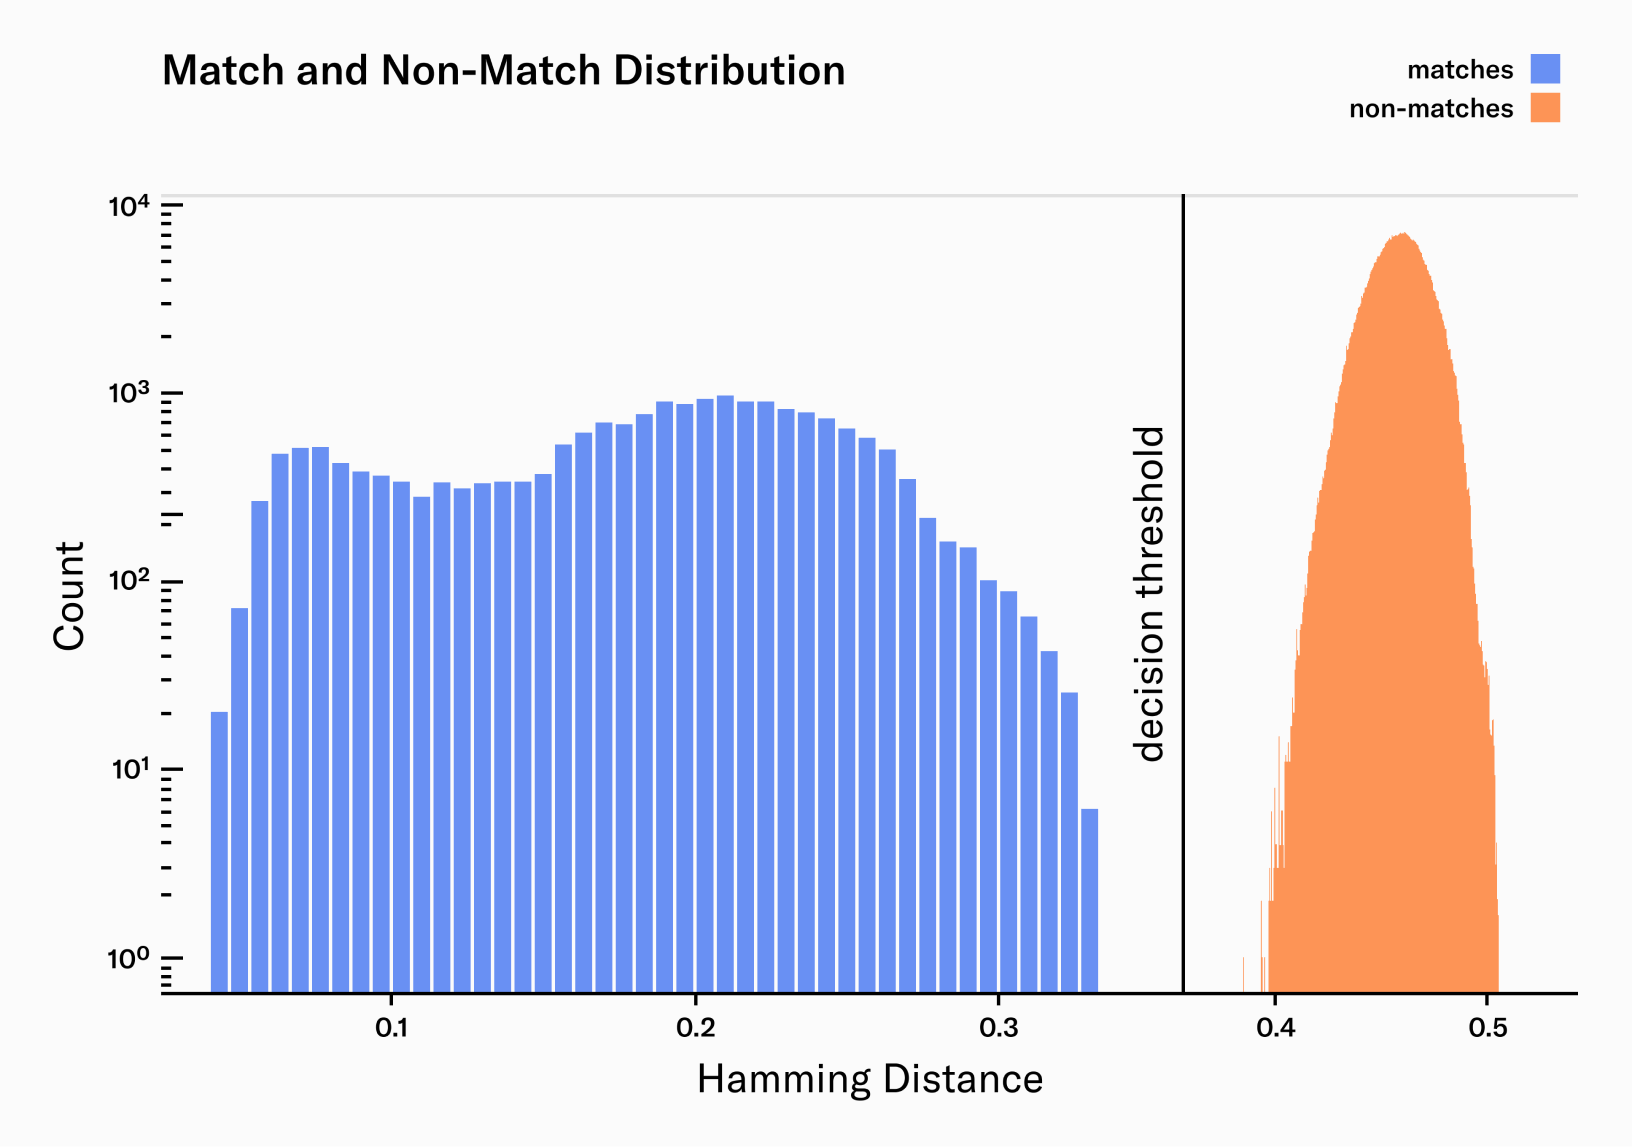 Match and Non-Match Distribution
matches
non-matches
10⁴
10³
10²
10¹
10⁰
Count
decision threshold
0.1 0.2 0.3 0.4 0.5
Hamming Distance